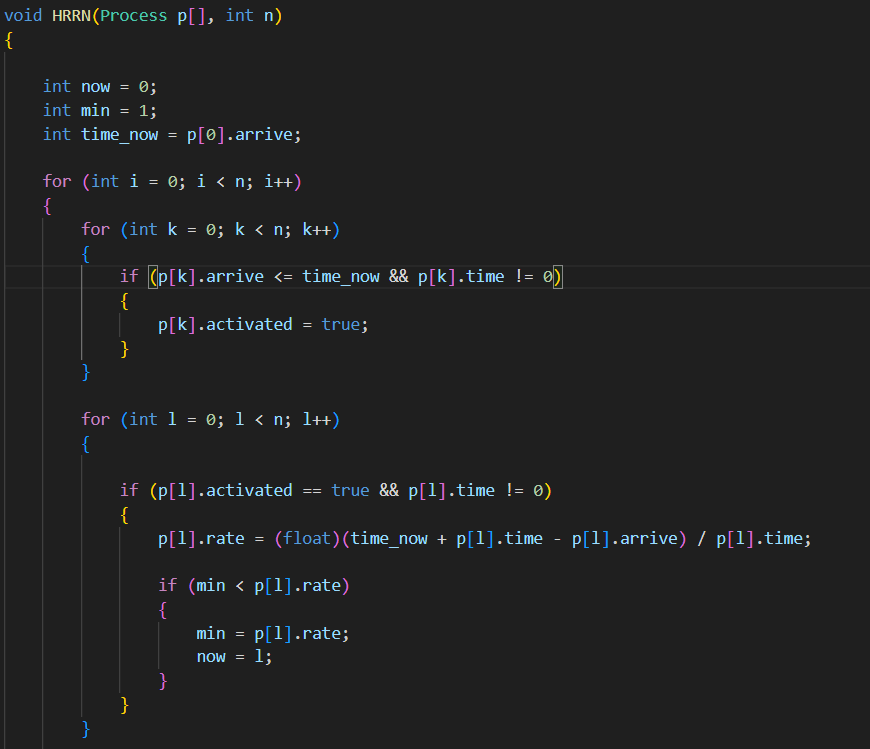 void HRRN(Process p[], int n)
{
int now = 0;
int min = 1;
int time_now = p[0].arrive;
for (int i = 0; i < n; i++)
{
for (int k = 0; k < n; k++)
{
if (p[k].arrive <= time_now && p[k].time != 0)
{
p[k].activated = true;
}
}
for (int l = 0; l < n; l++)
{
if (p[l].activated == true && p[l].time != 0)
{
p[l].rate = (float)(time_now + p[l].time - p[l].arrive) / p[l].time;
if (min < p[l].rate)
{
min = p[l].rate;
now = l;
}
}
}